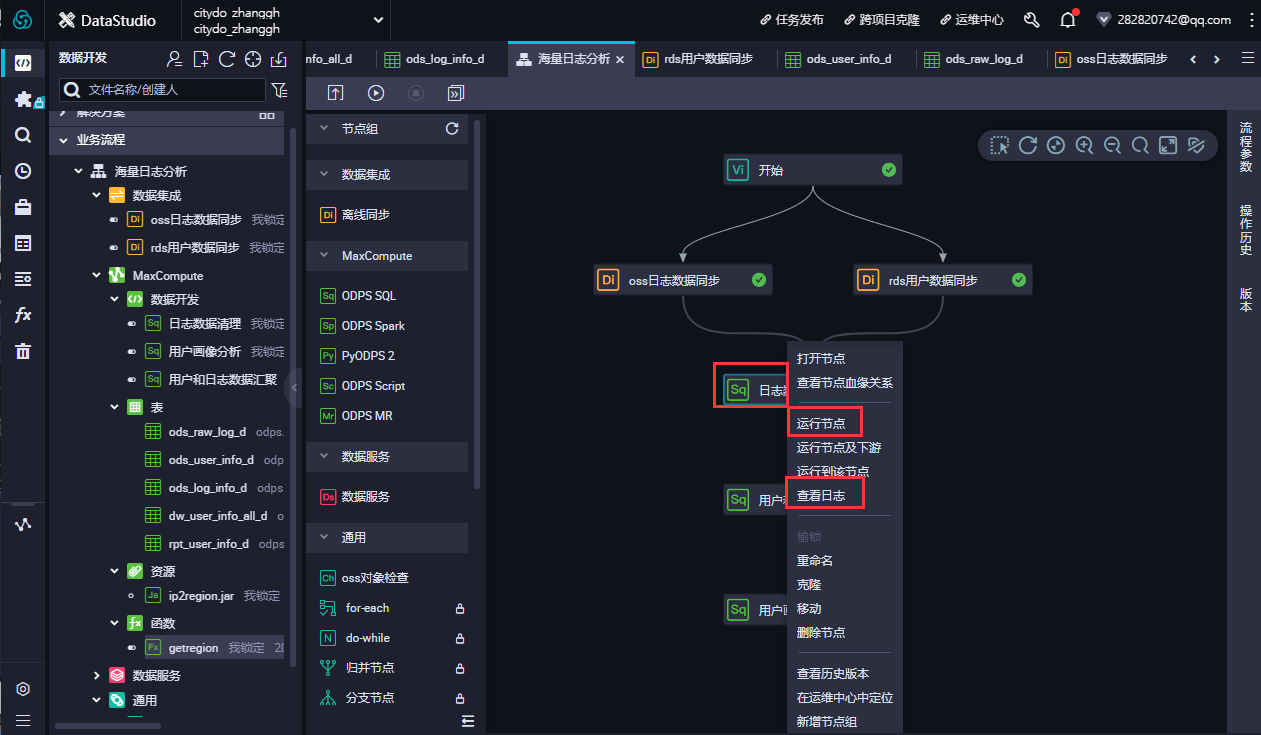 DataStudio
citydo_zhanggh
citydo_zhanggh
任务发布
跨项目克隆
运维中心
282820742@qq.com
数据开发
文件名称/创建人
解决方案
业务流程
海量日志分析
数据集成
Di oss日志数据同步 我锁定
Di rds用户数据同步 我锁定
MaxCompute
数据开发
Sq 日志数据清理 我锁定
Sq 用户画像分析 我锁定
Sq 用户和日志数据汇聚
表
ods_raw_log_d odps.
ods_user_info_d odp
ods_log_info_d odps
dw_user_info_all_d o
rpt_user_info_d odps
资源
Ja ip2region.jar 我锁定
函数
Fx getregion 我锁定 20
数据服务
通用
nfo_all_d
ods_log_info_d
海量日志分析
Di rds用户数据同步
ods_user_info_d
ods_raw_log_d
Di oss日志数据同步
节点组
数据集成
Di 离线同步
MaxCompute
Sq ODPS SQL
Sp ODPS Spark
Py PyODPS 2
Sc ODPS Script
Mr ODPS MR
数据服务
Ds 数据服务
通用
Ch oss对象检查
for-each
N do-while
归并节点
分支节点
Vi 开始
Di oss日志数据同步
Di rds用户数据同步
Sq 日志
Sq 用户
Sq 用户
打开节点
查看节点血缘关系
运行节点
运行节点及下游
运行到该节点
查看日志
偷锁
重命名
克隆
移动
删除节点
查看历史版本
在运维中心中定位
新增节点组
流程参数
操作历史
版本